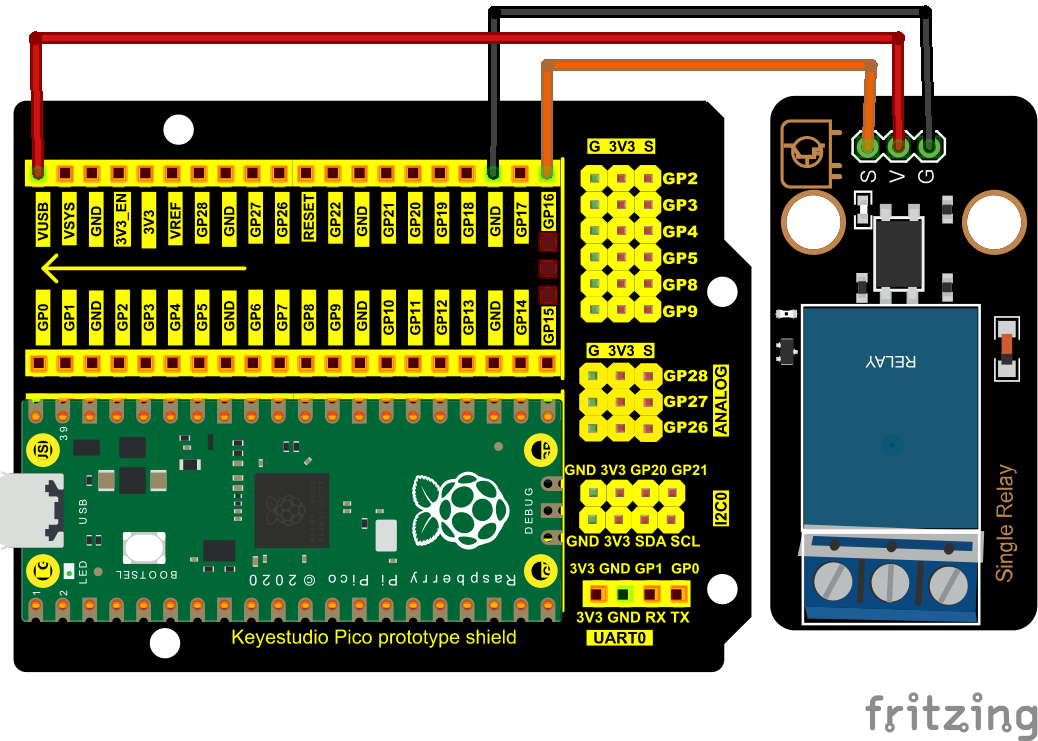 G 3V3 S
GP2
GP3
GP4
GP5
GP8
GP9
S V G
VUSB VSYS GND 3V3_EN 3V3 VREF GP28 GND GP27 GP26 RESET GP22 GND GP21 GP20 GP19 GP18 GND GP17 GP16
GP0 GP1 GND GP2 GP3 GP4 GP5 GND GP6 GP7 GP8 GP9 GND GP10 GP11 GP12 GP13 GND GP14 GP15
G 3V3 S
GP28
GP27
GP26
ANALOG
RELAY
39
USB
DEBUG
GND 3V3 GP20 GP21
I2C0
GND 3V3 SDA SCL
Single Relay
LED
BOOTSEL
Raspberry Pi Pico © 2020
1 2
3V3 GND GP1 GP0
3V3 GND RX TX
UART0
Keyestudio Pico prototype shield
fritzing